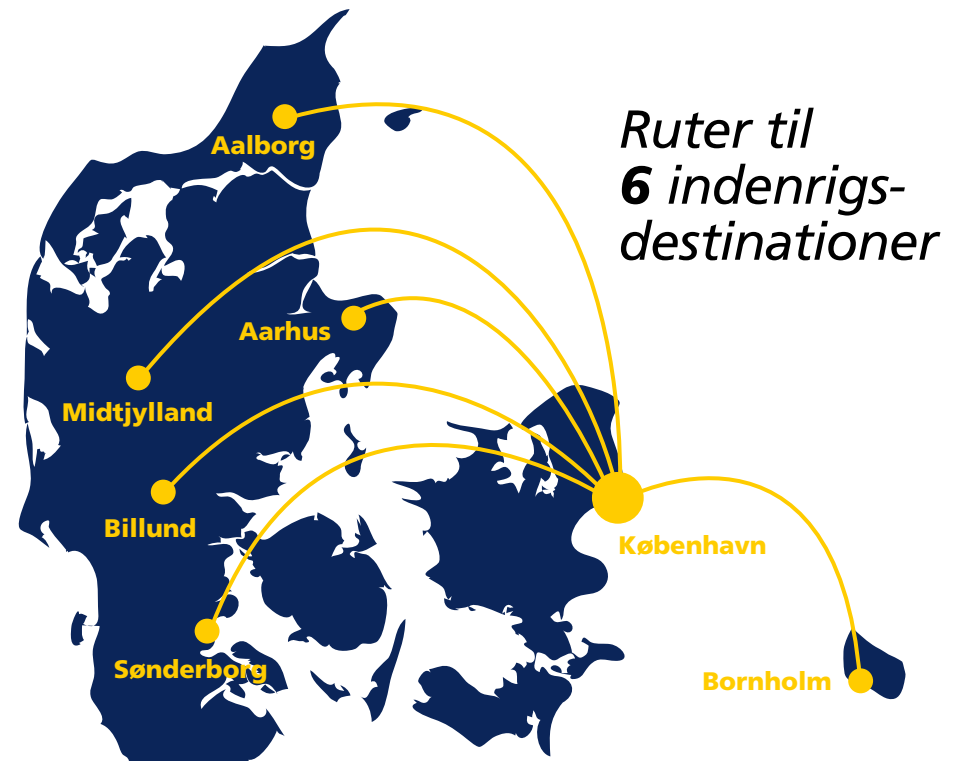 Ruter til
6 indenrigs-
destinationer
Aalborg
Aarhus
Midtjylland
Billund
København
Sønderborg
Bornholm